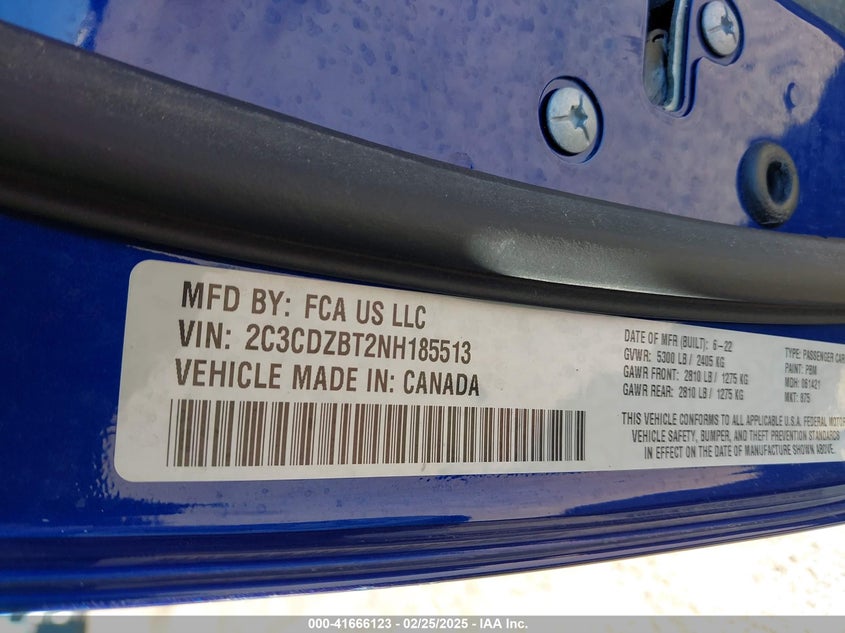 MFD BY: FCA US LLC
VIN: 2C3CDZBT2NH185513
VEHICLE MADE IN: CANADA
DATE OF MFR (BUILT): 6-22
GVWR: 5300 LB / 2405 KG
GAWR FRONT: 2810 LB / 1275 KG
GAWR REAR: 2810 LB / 1275 KG
TYPE: PASSENGER CAR
PAINT: PBM
MDH: 061421
MKT: 875
THIS VEHICLE CONFORMS TO ALL APPLICABLE U.S.A. FEDERAL MOTOR
VEHICLE SAFETY, BUMPER, AND THEFT PREVENTION STANDARDS
IN EFFECT ON THE DATE OF MANUFACTURE SHOWN ABOVE.
000-41666123 - 02/25/2025 - IAA Inc.